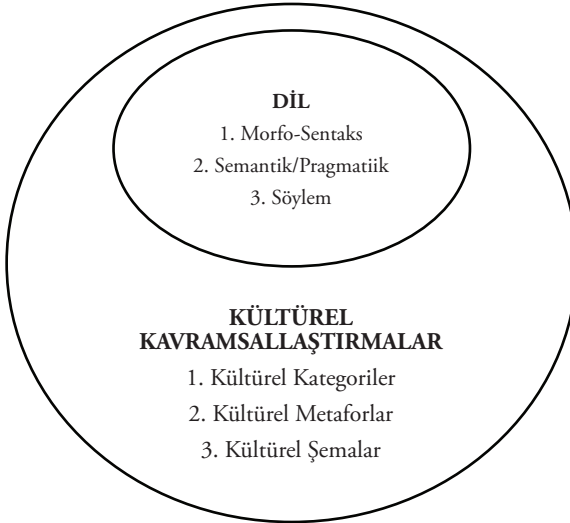 DİL
1. Morfo-Sentaks
2. Semantik/Pragmatiik
3. Söylem
KÜLTÜREL
KAVRAMSALLAŞTIRMALAR
1. Kültürel Kategoriler
2. Kültürel Metaforlar
3. Kültürel Şemalar